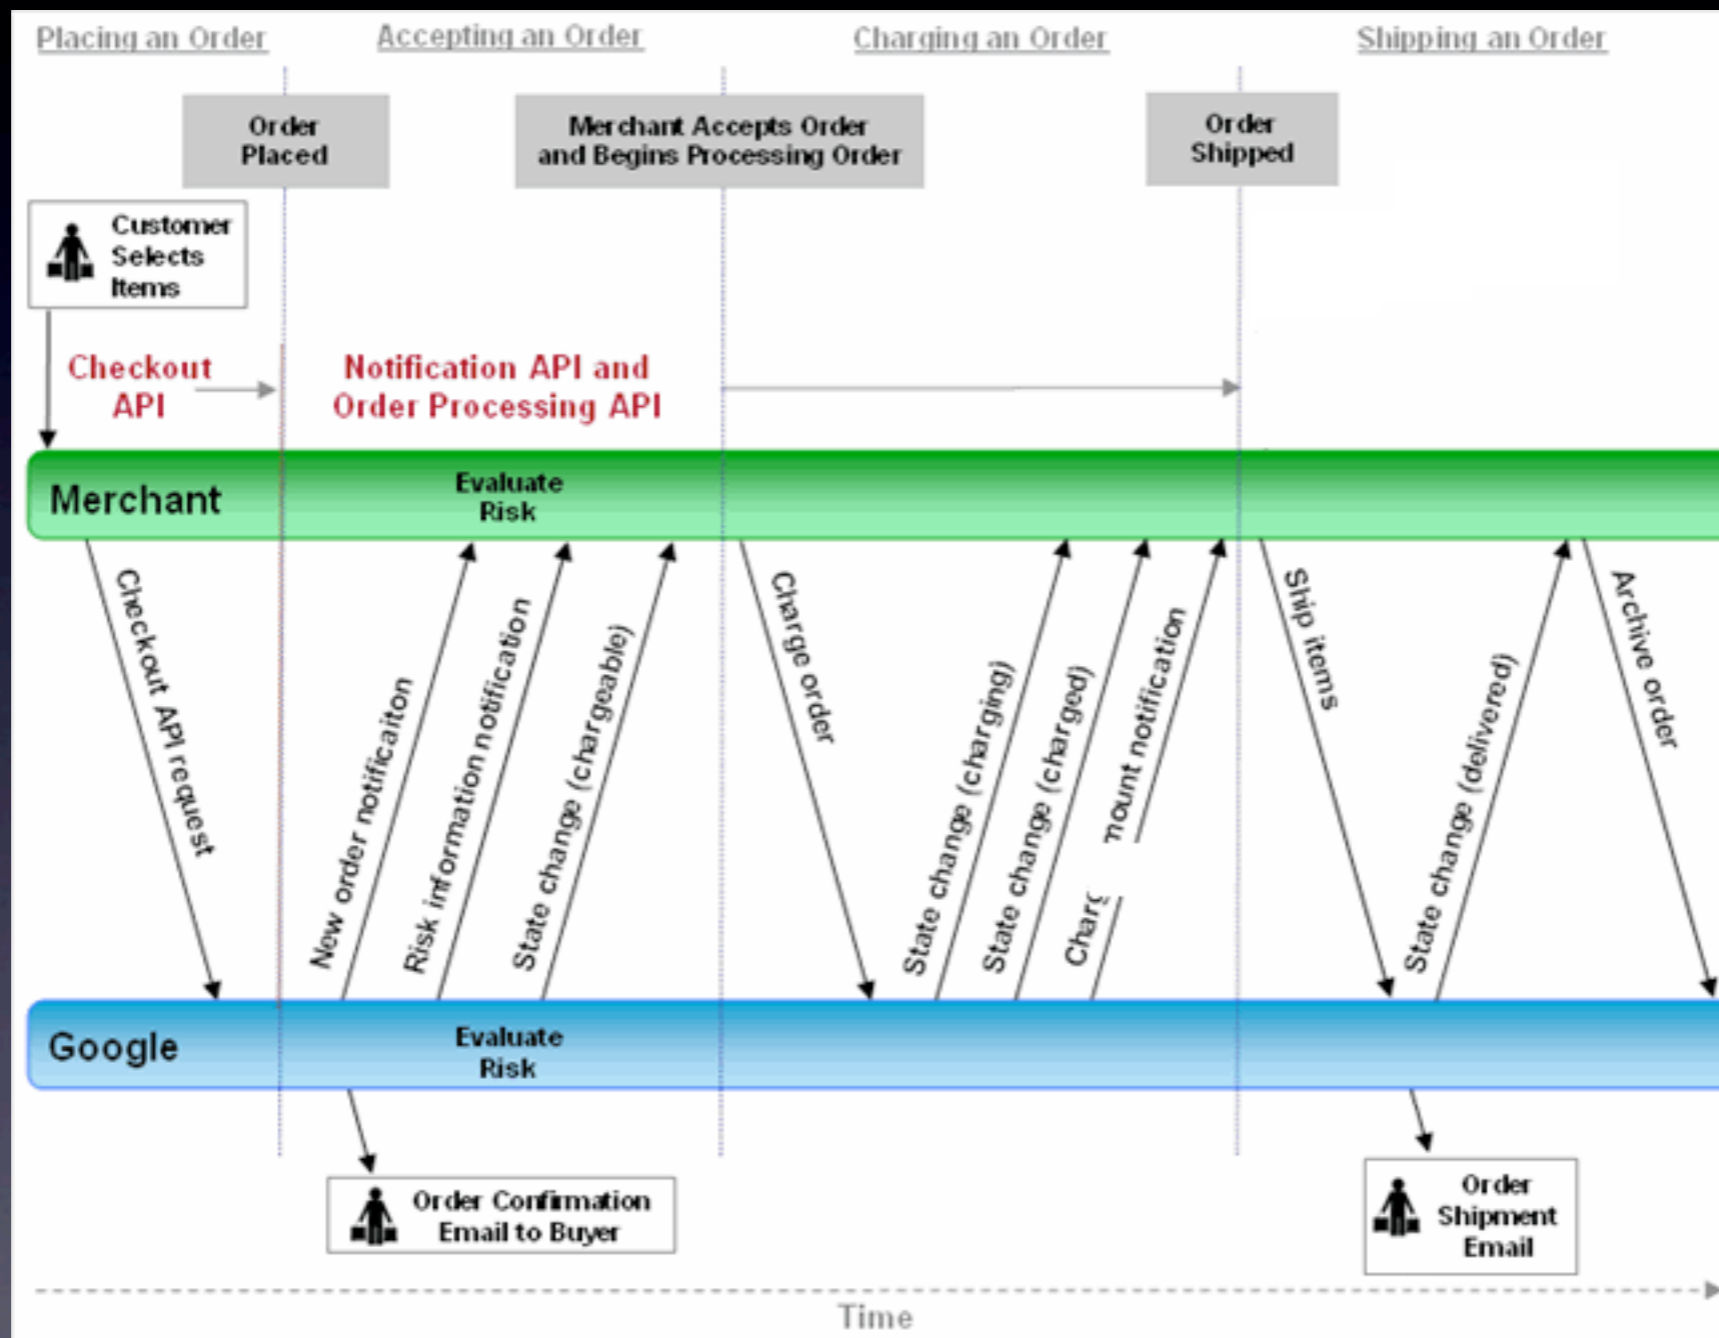 Placing an Order
Accepting an Order
Charging an Order
Shipping an Order
Order
Placed
Merchant Accepts Order
and Begins Processing Order
Order
Shipped
Customer
Selects
Items
Checkout
API
Notification API and
Order Processing API
Merchant
Evaluate
Risk
Checkout API request
New order notificaiton
Risk information notification
State change (chargeable)
Charge order
State change (charging)
State change (charged)
notification
Ship items
State change (delivered)
Archive order
Google
Evaluate
Risk
Order Confirmation
Email to Buyer
Order
Shipment
Email
Time